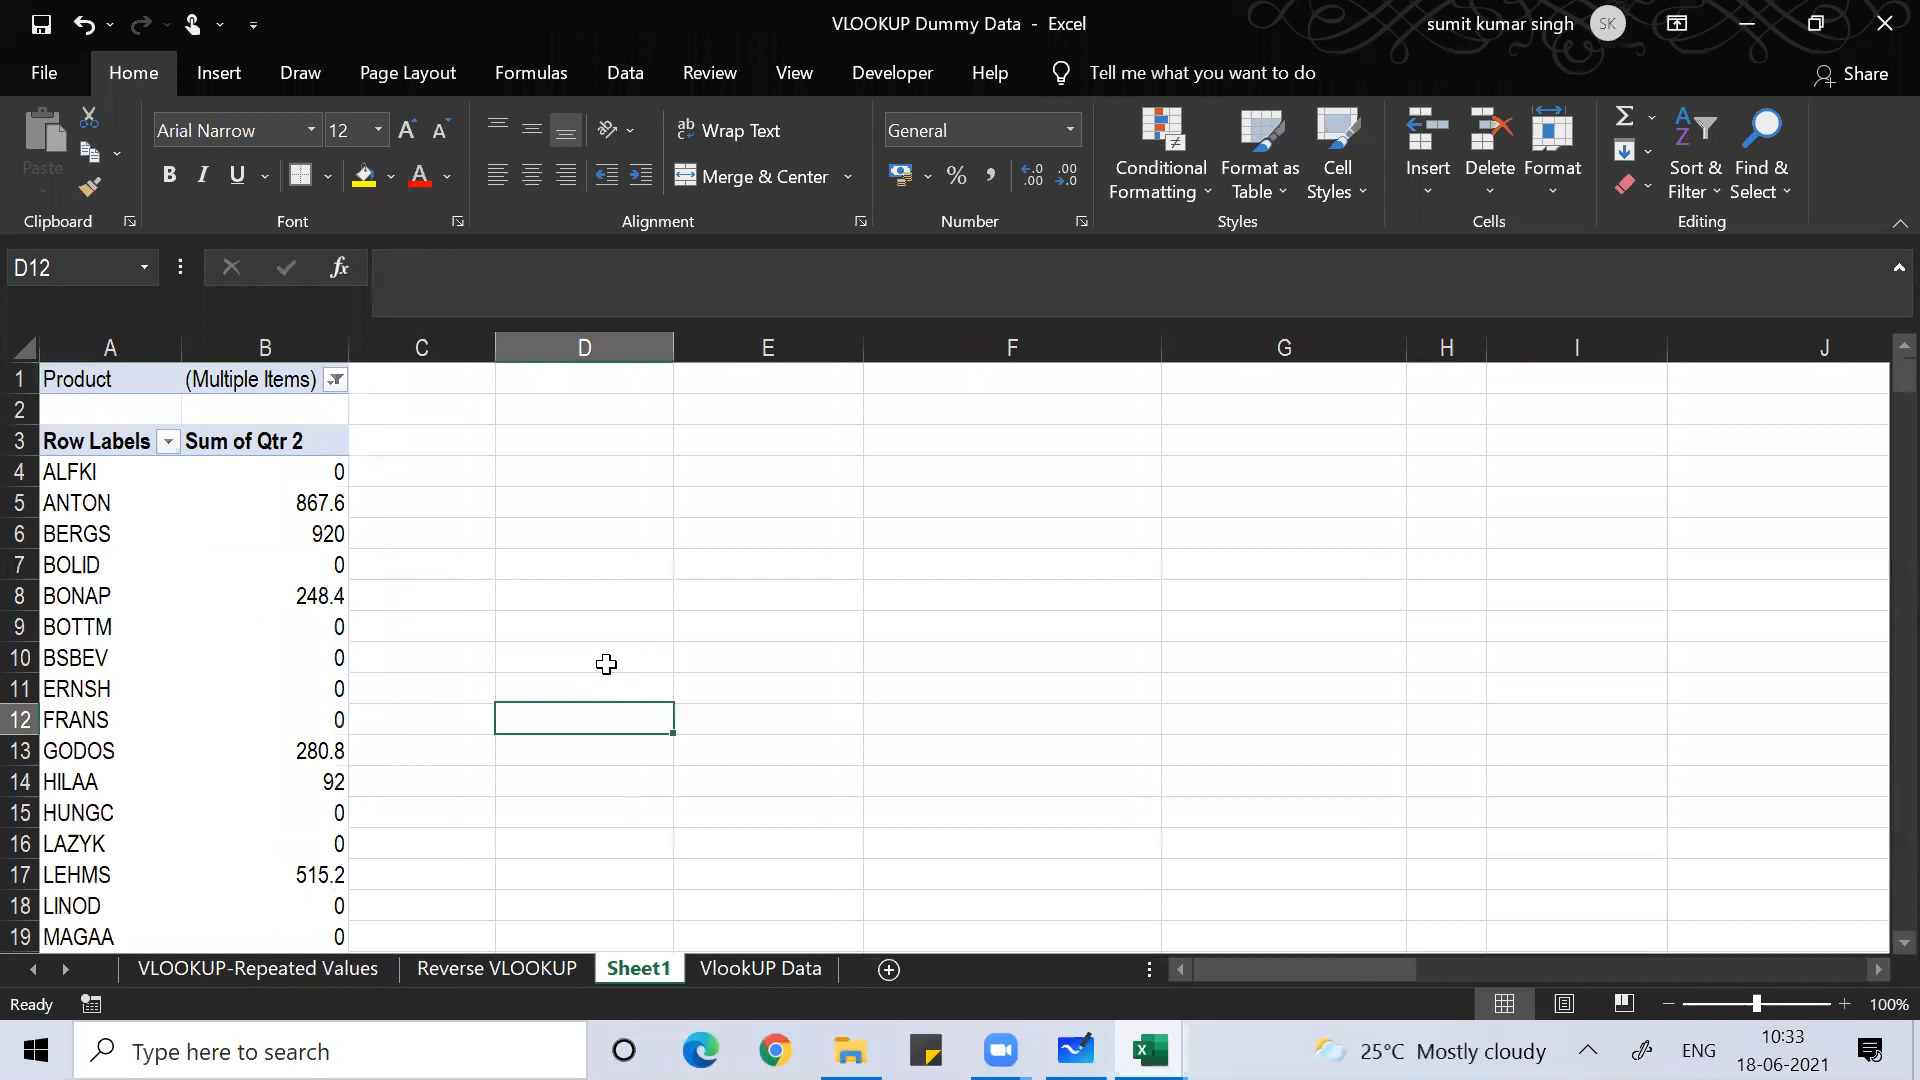 VLOOKUP Dummy Data - Excel
sumit kumar singh SK
File Home Insert Draw Page Layout Formulas Data Review View Developer Help Tell me what you want to do Share
Paste
Arial Narrow 12 A A
Wrap Text
General
B I U A
Merge & Center
% 
Conditional Formatting
Format as Table
Cell Styles
Insert Delete Format
Sort & Filter
Find & Select
Clipboard Font Alignment Number Styles Cells Editing
D12 fx
A B C D E F G H I J
1 Product (Multiple Items)
2
3 Row Labels Sum of Qtr 2
4 ALFKI 0
5 ANTON 867.6
6 BERGS 920
7 BOLID 0
8 BONAP 248.4
9 BOTTM 0
10 BSBEV 0
11 ERNSH 0
12 FRANS 0
13 GODOS 280.8
14 HILAA 92
15 HUNGC 0
16 LAZYK 0
17 LEHMS 515.2
18 LINOD 0
19 MAGAA 0
VLOOKUP-Repeated Values Reverse VLOOKUP Sheet1 VlookUP Data
Ready 100%
Type here to search
25°C Mostly cloudy
ENG
10:33
18-06-2021